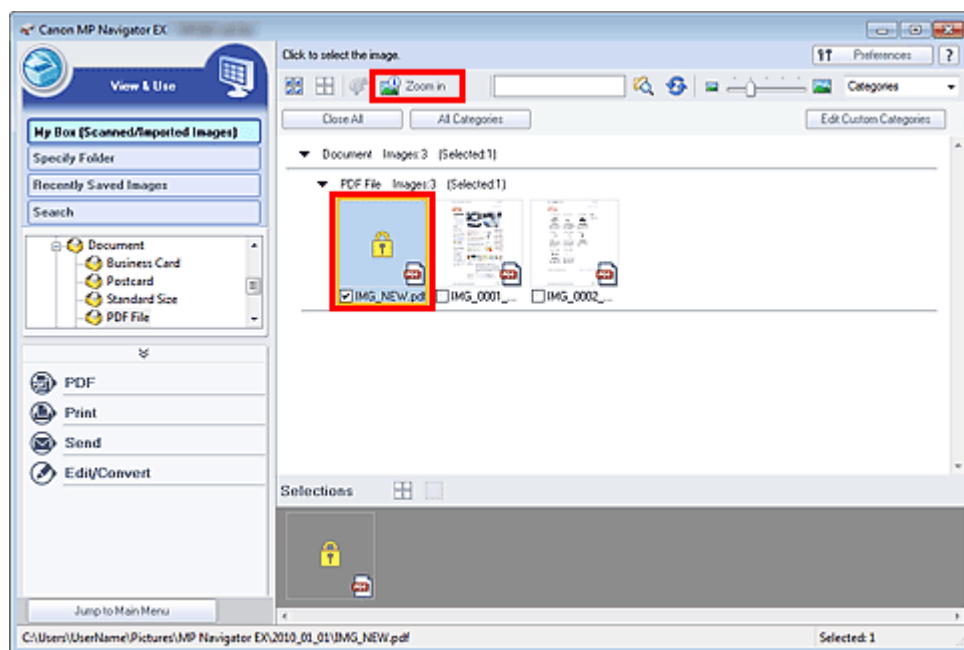 Canon MP Navigator EX
View & Use
My Box (Scanned/Imported Images)
Specify Folder
Recently Saved Images
Search
Document
Business Card
Postcard
Standard Size
PDF File
PDF
Print
Send
Edit/Convert
Jump to Main Menu
Click to select the image.
Preferences ?
Zoom in
Categories
Close All All Categories Edit Custom Categories
Document Images:3 (Selected:1)
PDF File Images:3 (Selected:1)
IMG_NEW.pdf IMG_0001_... IMG_0002_...
Selections
C:\Users\UserName\Pictures\MP Navigator EX\2010_01_01\IMG_NEW.pdf Selected: 1